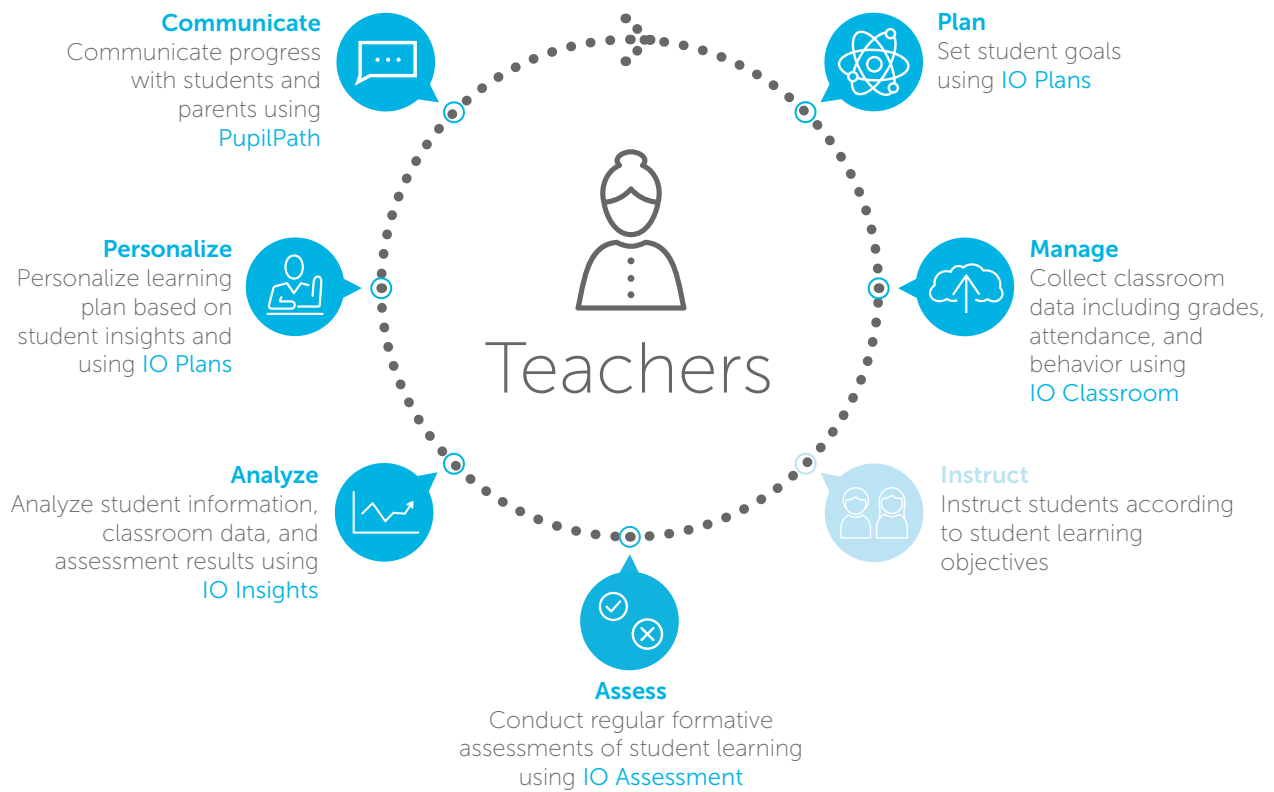 Communicate
Communicate progress
with students and
parents using
PupilPath
Plan
Set student goals
using IO Plans
Personalize
Personalize learning
plan based on
student insights and
using IO Plans
Teachers
Manage
Collect classroom
data including grades,
attendance, and
behavior using
IO Classroom
Analyze
Analyze student information,
classroom data, and
assessment results using
IO Insights
Instruct
Instruct students according
to student learning
objectives
Assess
Conduct regular formative
assessments of student learning
using IO Assessment